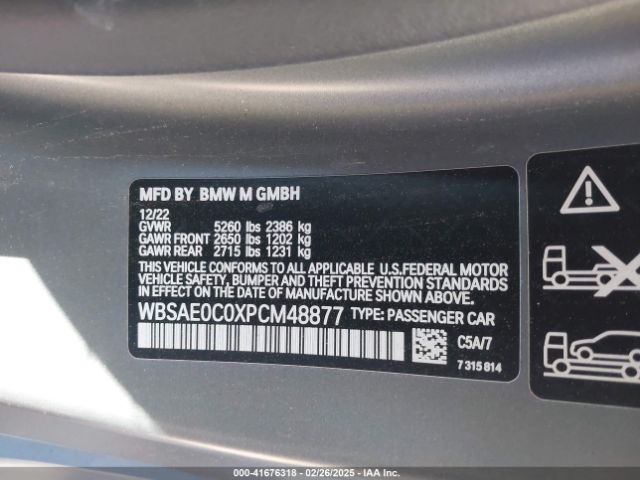 MFD BY BMW M GMBH
12/22
GVWR 5260 lbs 2386 kg
GAWR FRONT 2650 lbs 1202 kg
GAWR REAR 2715 lbs 1231 kg
THIS VEHICLE CONFORMS TO ALL APPLICABLE U.S.FEDERAL MOTOR
VEHICLE SAFETY, BUMPER AND THEFT PREVENTION
STANDARDS IN EFFECT ON THE DATE OF MANUFACTURE SHOWN ABOVE.
WBSAE0C0XPCM48877 TYPE: PASSENGER CAR
C5A/7
7 315 814
000-41676318 - 02/26/2025 - IAA Inc.